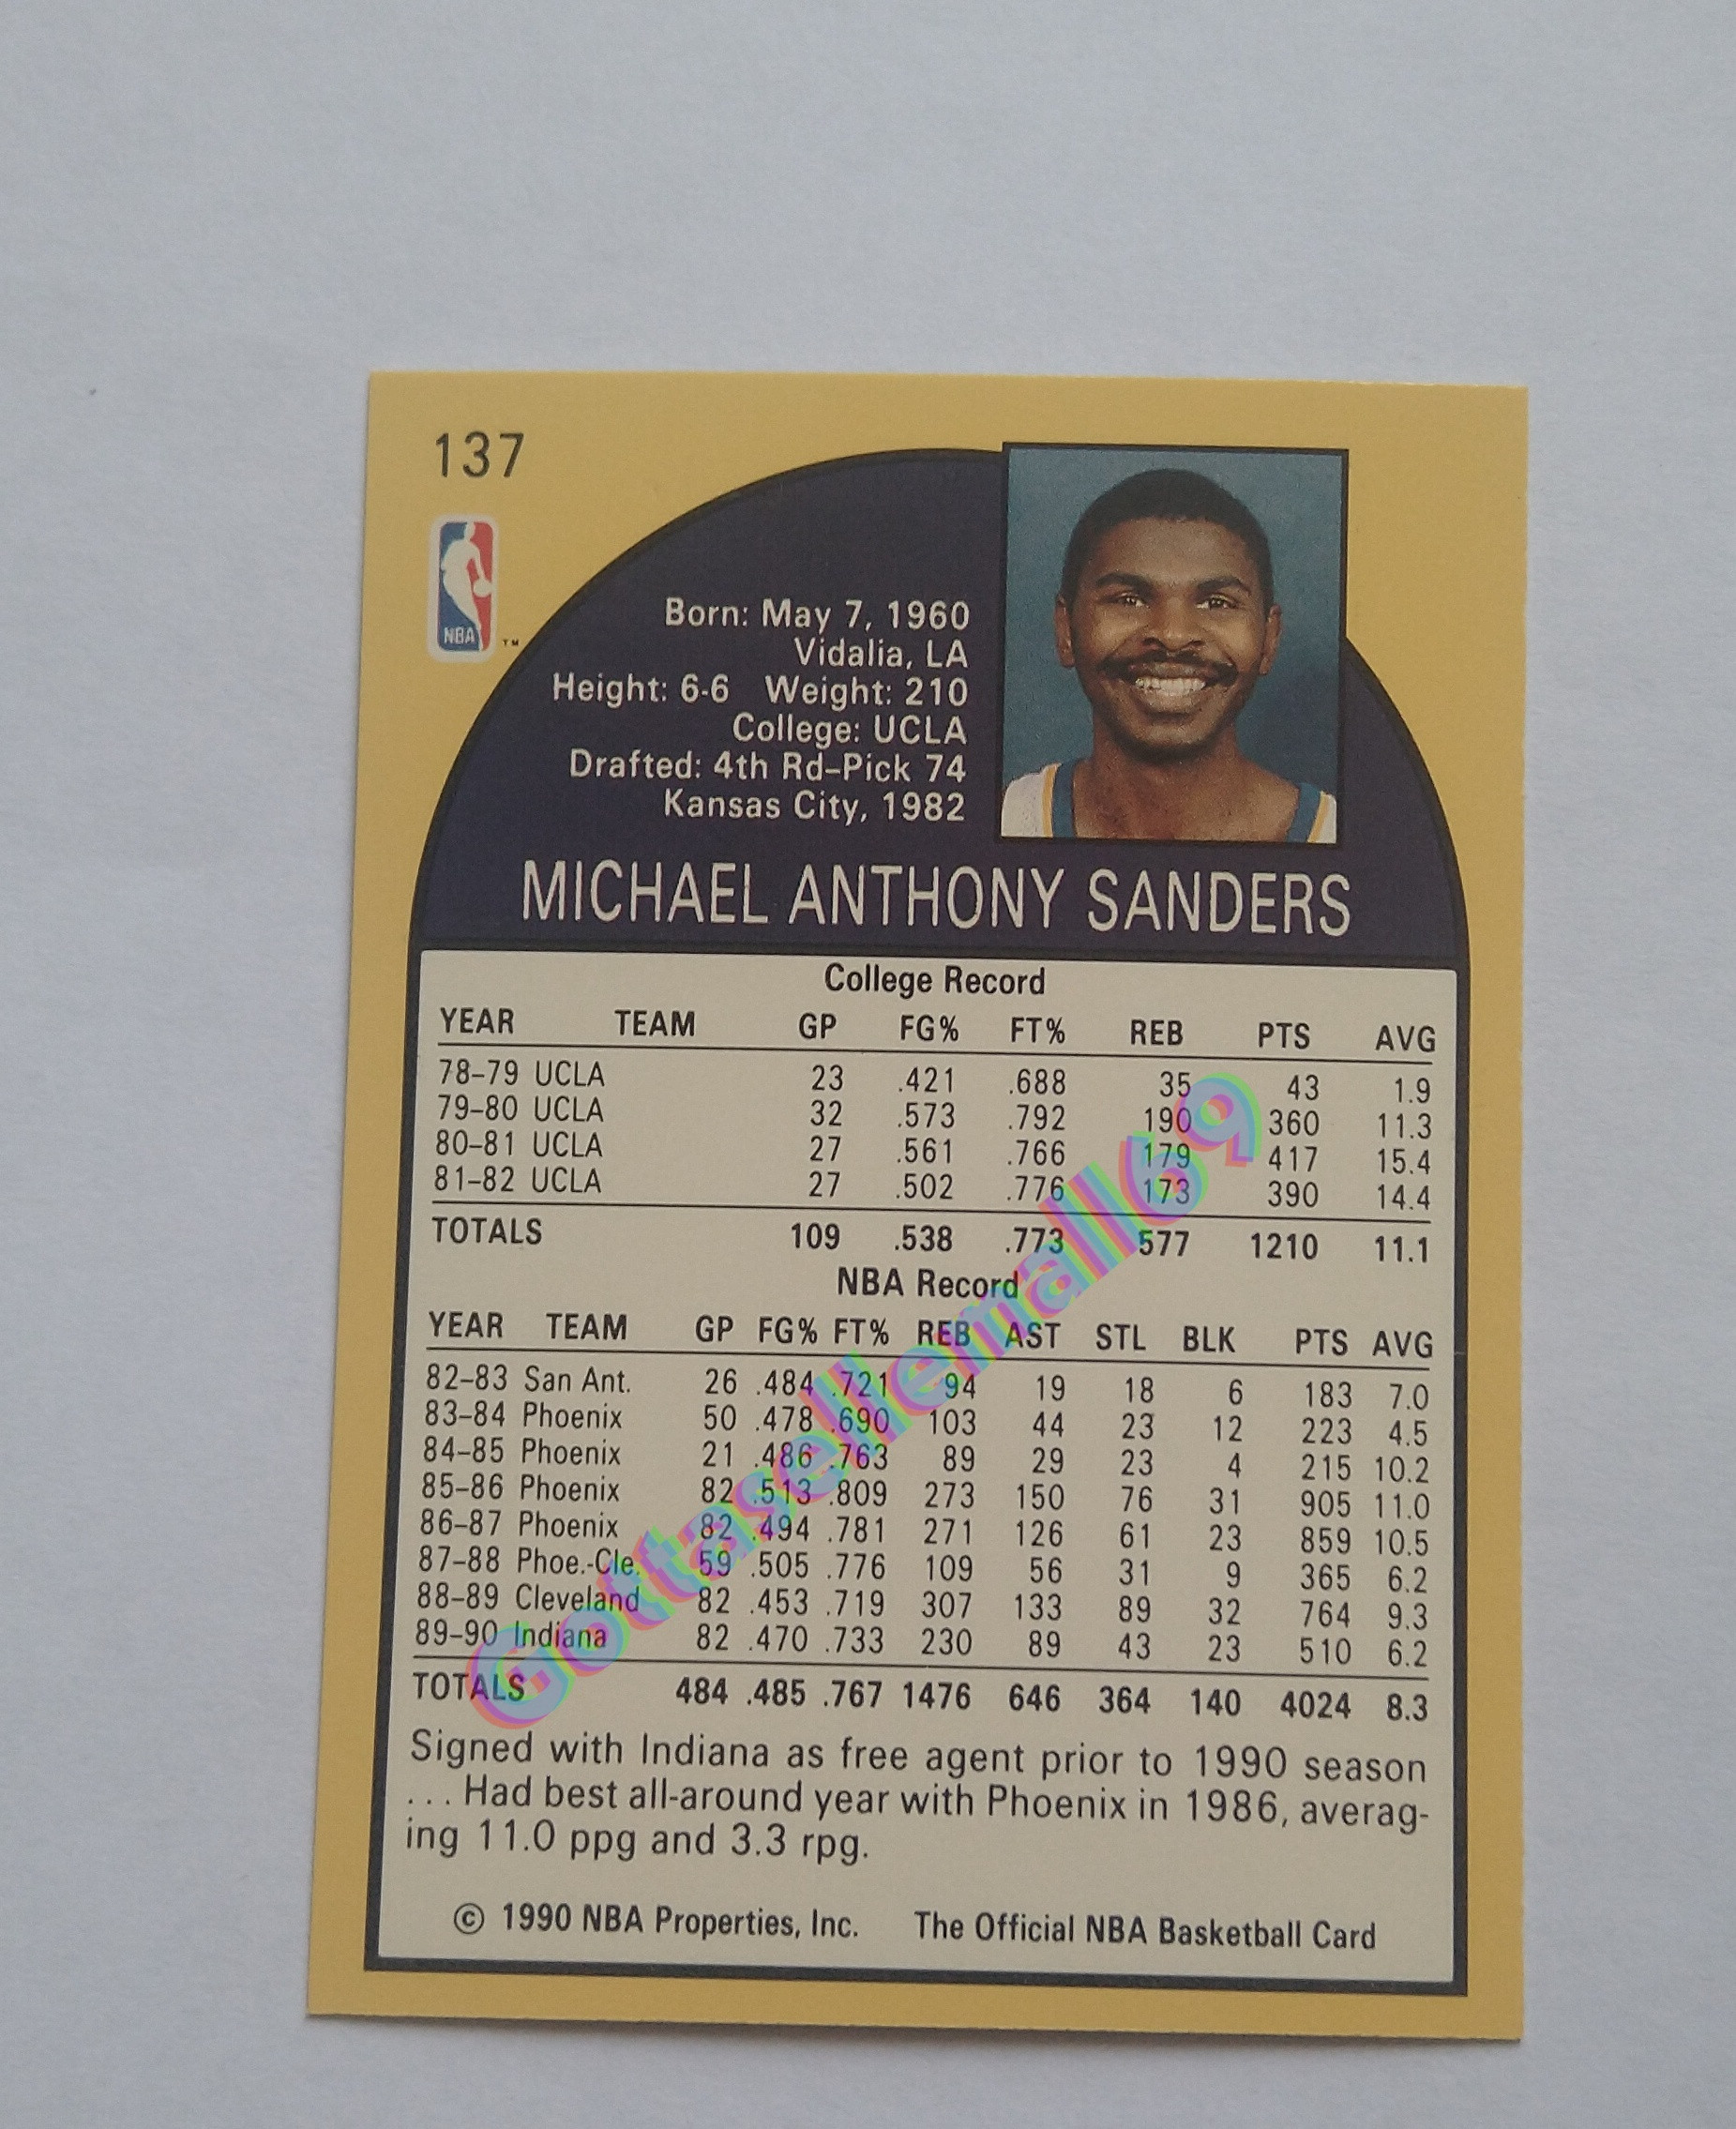 137
NBA
™
Born: May 7, 1960
Vidalia, LA
Height: 6-6 Weight: 210
College: UCLA
Drafted: 4th Rd–Pick 74
Kansas City, 1982
MICHAEL ANTHONY SANDERS
College Record
YEAR TEAM GP FG% FT% REB PTS AVG
78–79 UCLA 23 .421 .688 35 43 1.9
79–80 UCLA 32 .573 .792 190 360 11.3
80–81 UCLA 27 .561 .766 179 417 15.4
81–82 UCLA 27 .502 .776 173 390 14.4
TOTALS 109 .538 .773 577 1210 11.1
NBA Record
YEAR TEAM GP FG% FT% REB AST STL BLK PTS AVG
82–83 San Ant. 26 .484 .721 94 19 18 6 183 7.0
83–84 Phoenix 50 .478 .690 103 44 23 12 223 4.5
84–85 Phoenix 21 .486 .763 89 29 23 4 215 10.2
85–86 Phoenix 82 .513 .809 273 150 76 31 905 11.0
86–87 Phoenix 82 .494 .781 271 126 61 23 859 10.5
87–88 Phoe.-Cle. 59 .505 .776 109 56 31 9 365 6.2
88–89 Cleveland 82 .453 .719 307 133 89 32 764 9.3
89–90 Indiana 82 .470 .733 230 89 43 23 510 6.2
TOTALS 484 .485 .767 1476 646 364 140 4024 8.3
Signed with Indiana as free agent prior to 1990 season
. . . Had best all-around year with Phoenix in 1986, averag-
ing 11.0 ppg and 3.3 rpg.
© 1990 NBA Properties, Inc. The Official NBA Basketball Card
Gottasellemall69